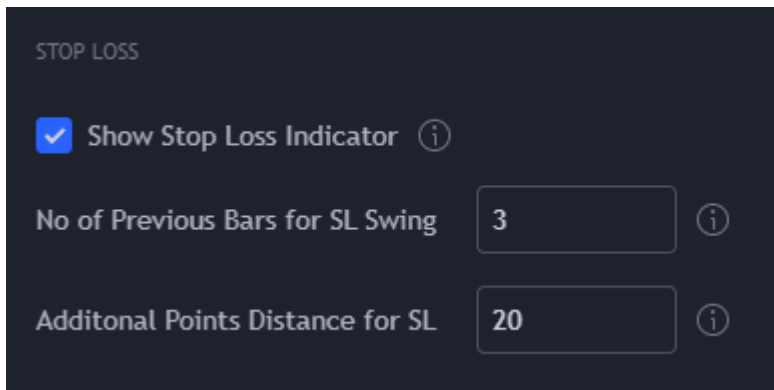 STOP LOSS
Show Stop Loss Indicator
No of Previous Bars for SL Swing 3
Additonal Points Distance for SL 20